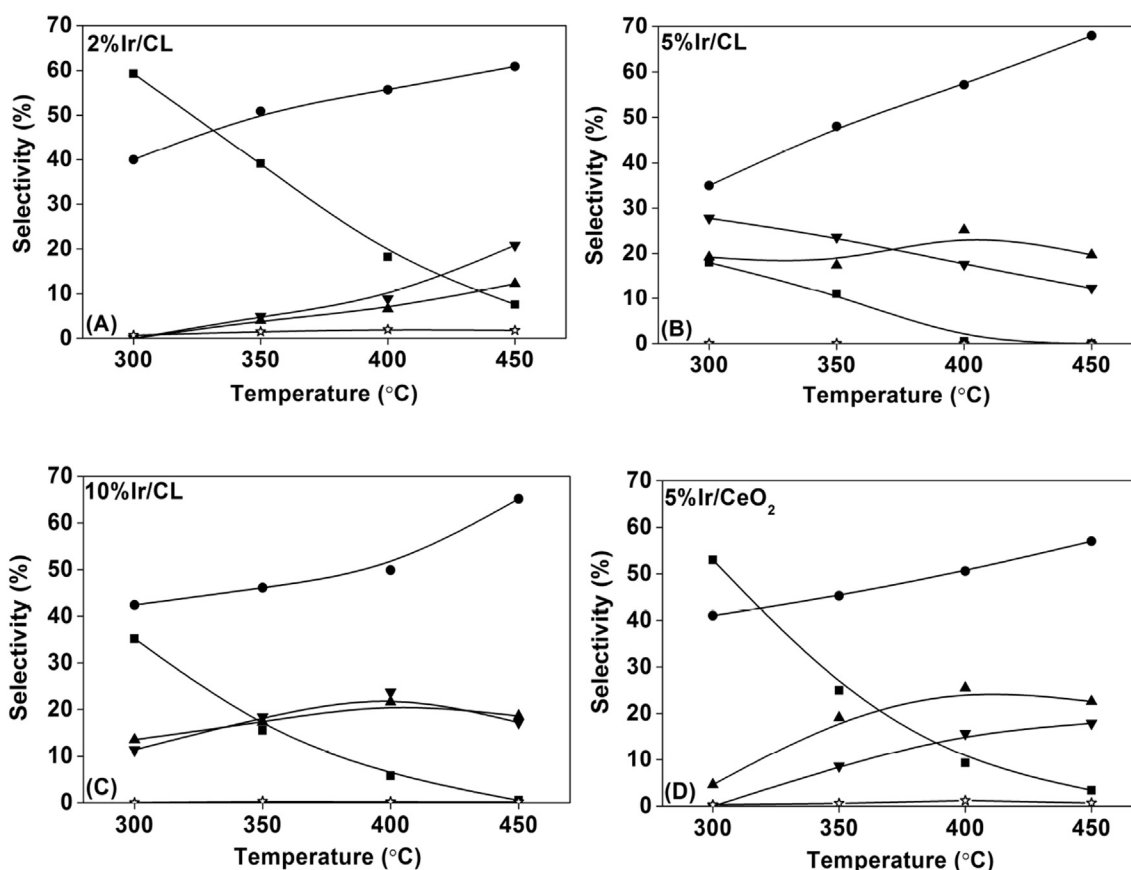 70
60
50
40
30
20
10
0
Selectivity (%)
2%Ir/CL
(A)
300 350 400 450
Temperature (°C)
70
60
50
40
30
20
10
0
Selectivity (%)
5%Ir/CL
(B)
300 350 400 450
Temperature (°C)
70
60
50
40
30
20
10
0
Selectivity (%)
10%Ir/CL
(C)
300 350 400 450
Temperature (°C)
70
60
50
40
30
20
10
0
Selectivity (%)
5%Ir/CeO₂
(D)
300 350 400 450
Temperature (°C)